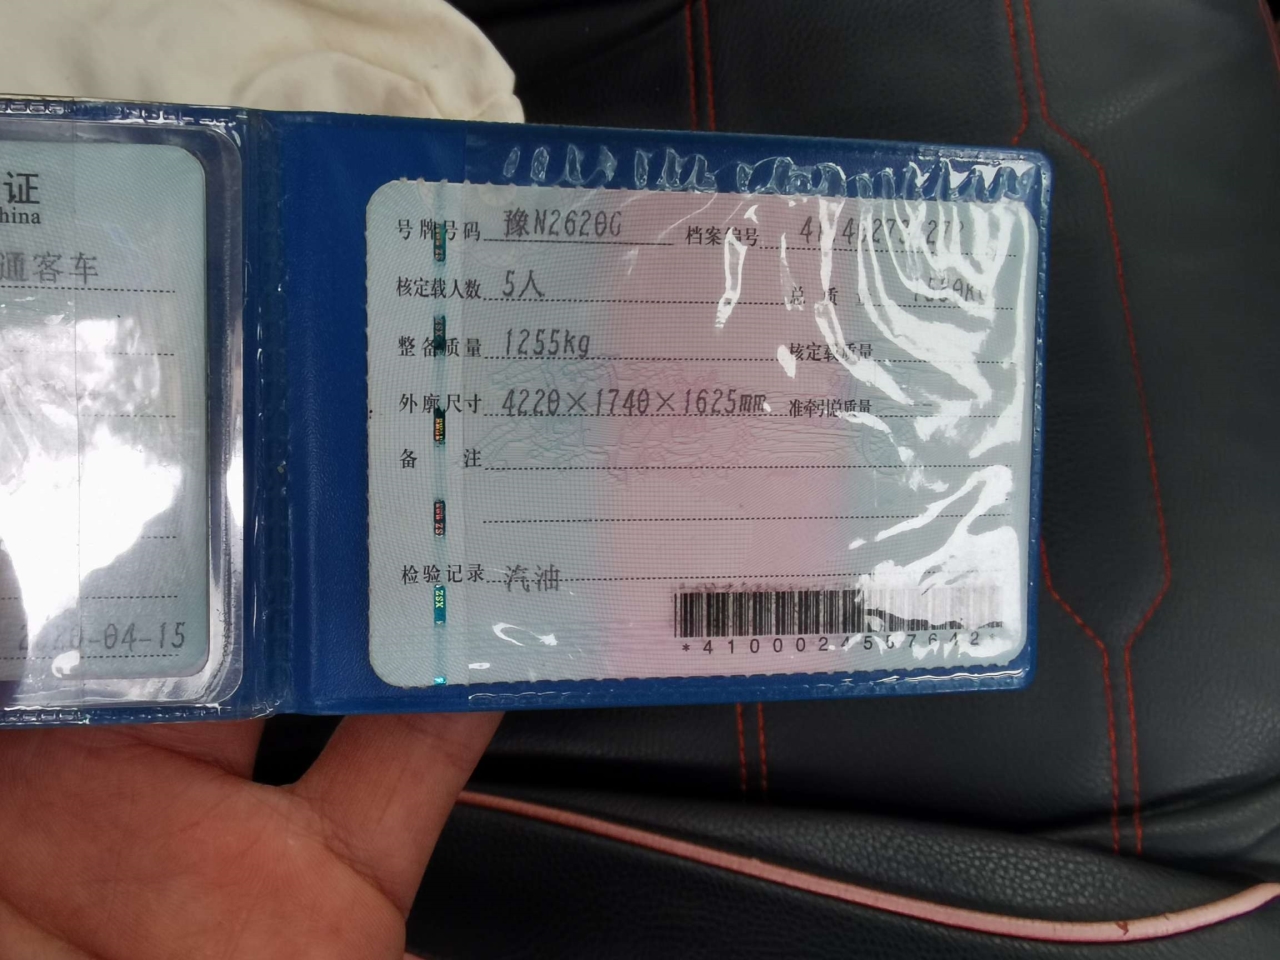 证
hina
通客车
-04-15
号牌号码 豫N2620C 档案编号
核定载人数 5人 总质
整备质量 1255kg 核定载质量
外廓尺寸 4220×1740×1625mm 准牵引总质量
备 注
检验记录 汽油
*4100024587642*